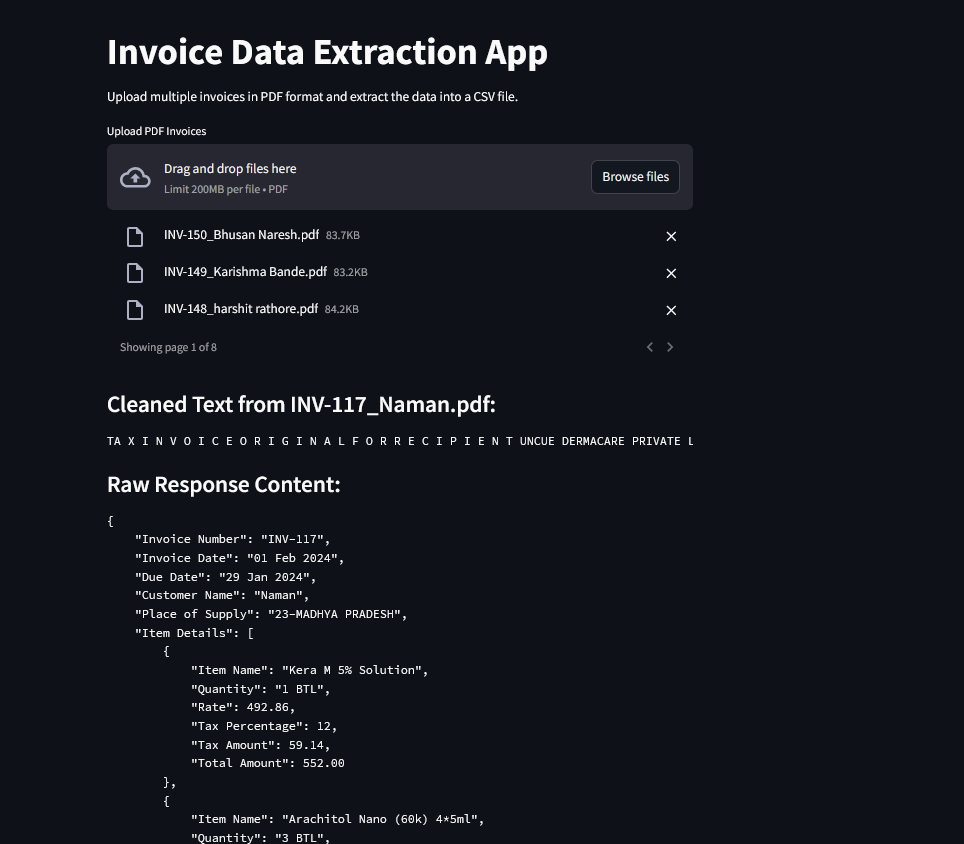 Invoice Data Extraction App
Upload multiple invoices in PDF format and extract the data into a CSV file.
Upload PDF Invoices
Drag and drop files here
Limit 200MB per file • PDF
Browse files
INV-150_Bhusan Naresh.pdf 83.7KB
INV-149_Karishma Bande.pdf 83.2KB
INV-148_harshit rathore.pdf 84.2KB
Showing page 1 of 8
Cleaned Text from INV-117_Naman.pdf:
TA X I N V O I C E O R I G I N A L F O R R E C I P I E N T UNCUE DERMACARE PRIVATE L
Raw Response Content:
{
"Invoice Number": "INV-117",
"Invoice Date": "01 Feb 2024",
"Due Date": "29 Jan 2024",
"Customer Name": "Naman",
"Place of Supply": "23-MADHYA PRADESH",
"Item Details": [
{
"Item Name": "Kera M 5% Solution",
"Quantity": "1 BTL",
"Rate": 492.86,
"Tax Percentage": 12,
"Tax Amount": 59.14,
"Total Amount": 552.00
},
{
"Item Name": "Arachitol Nano (60k) 4*5ml",
"Quantity": "3 BTL",